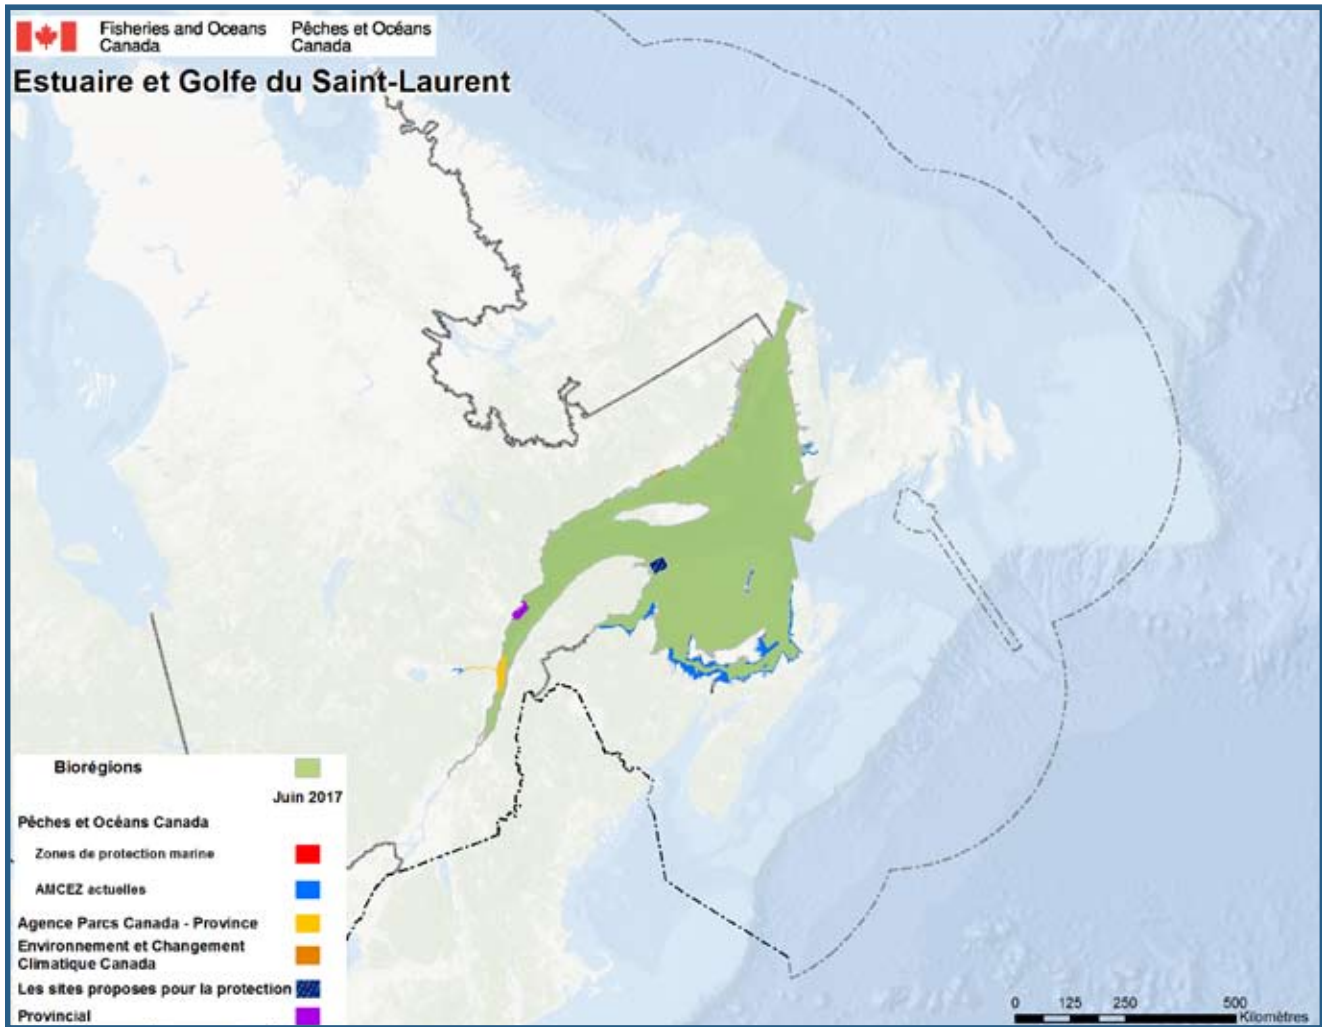 Fisheries and Oceans Pêches et Océans
Canada Canada
Estuaire et Golfe du Saint-Laurent
Biorégions
Juin 2017
Pêches et Océans Canada
Zones de protection marine
AMCEZ actuelles
Agence Parcs Canada - Province
Environnement et Changement
Climatique Canada
Les sites proposes pour la protection
Provincial
0 125 250 500
Kilomètres